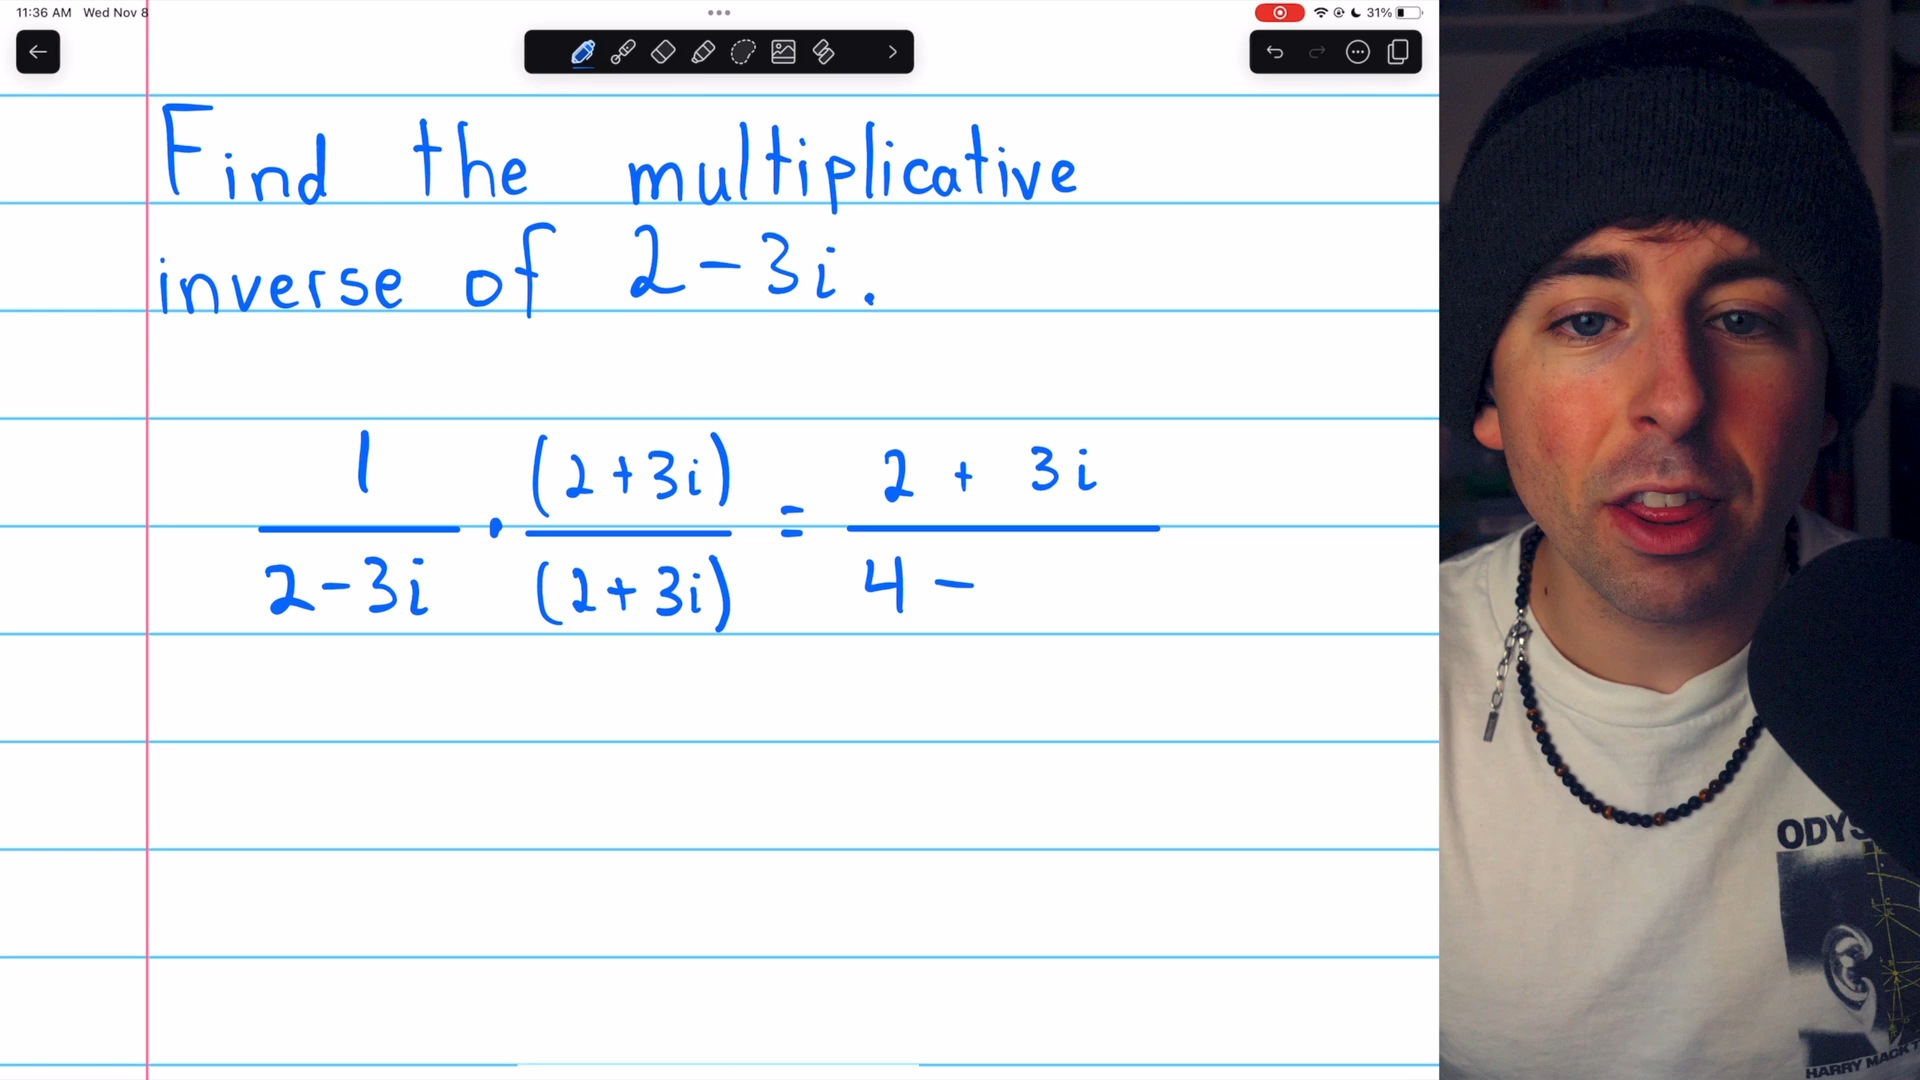 11:36 AM Wed Nov 8
31%
Find the multiplicative
inverse of 2-3i.
1/(2-3i) · (2+3i)/(2+3i) = (2 + 3i)/(4 -
ODYS
HARRY MACK